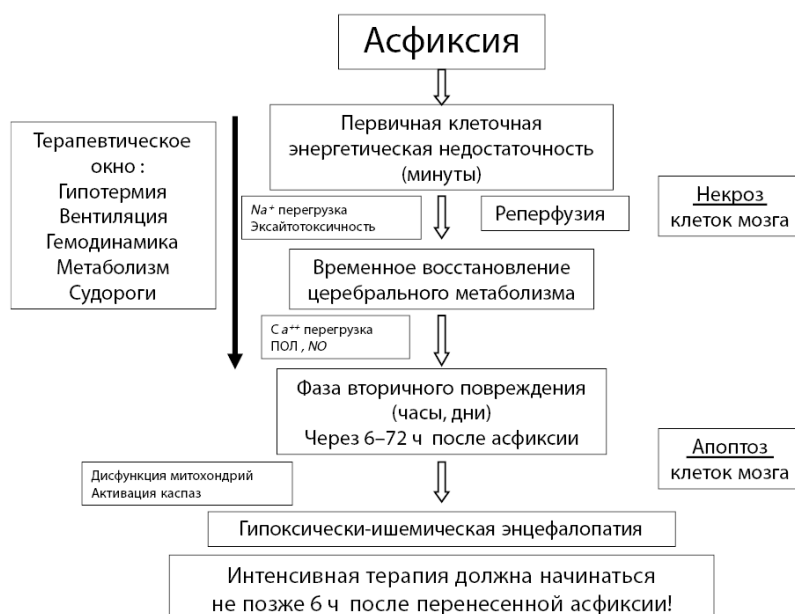 Асфиксия
Первичная клеточная
энергетическая недостаточность
(минуты)
Терапевтическое
окно :
Гипотермия
Вентиляция
Гемодинамика
Метаболизм
Судороги
Na⁺ перегрузка
Эксайтотоксичность
Реперфузия
Некроз
клеток мозга
Временное восстановление
церебрального метаболизма
С a⁺⁺ перегрузка
ПОЛ , NO
Фаза вторичного повреждения
(часы, дни)
Через 6–72 ч после асфиксии
Апоптоз
клеток мозга
Дисфункция митохондрий
Активация каспаз
Гипоксически-ишемическая энцефалопатия
Интенсивная терапия должна начинаться
не позже 6 ч после перенесенной асфиксии!